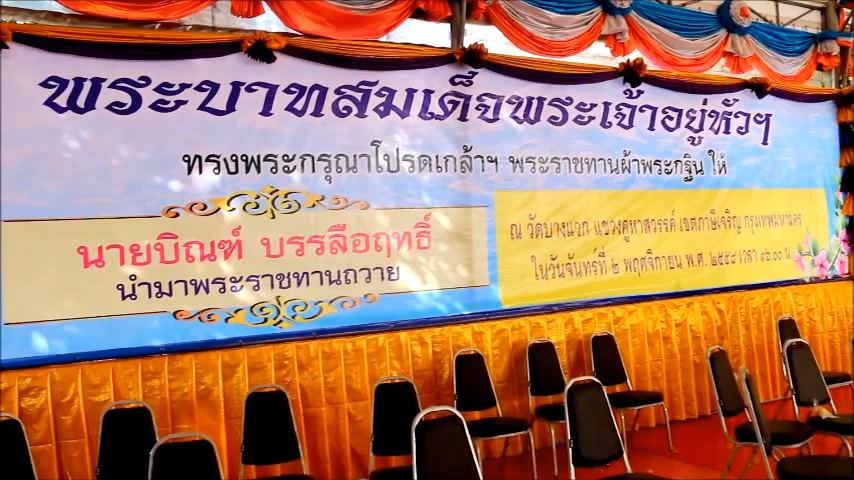 พระบาทสมเด็จพระเจ้าอยู่หัวฯ
ทรงพระกรุณาโปรดเกล้าฯ พระราชทานผ้าพระกฐิน ให้
นายบิณฑ์ บรรลือฤทธิ์
นำมาพระราชทานถวาย
ณ วัดบางแวก แขวงคูหาสวรรค์ เขตภาษีเจริญ กรุงเทพมหานคร
ในวันจันทร์ที่ ๒ พฤศจิกายน พ.ศ. ๒๕๕๘ เวลา ๑๖.๐๐ น.